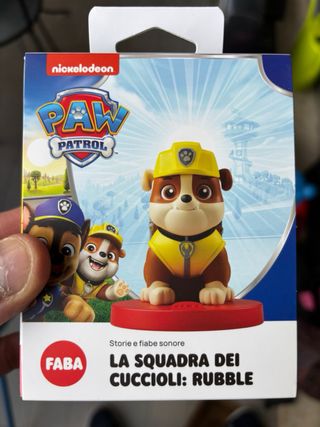 nickelodeon
PAW
PATROL
Storie e fiabe sonore
FABA
LA SQUADRA DEI
CUCCIOLI: RUBBLE